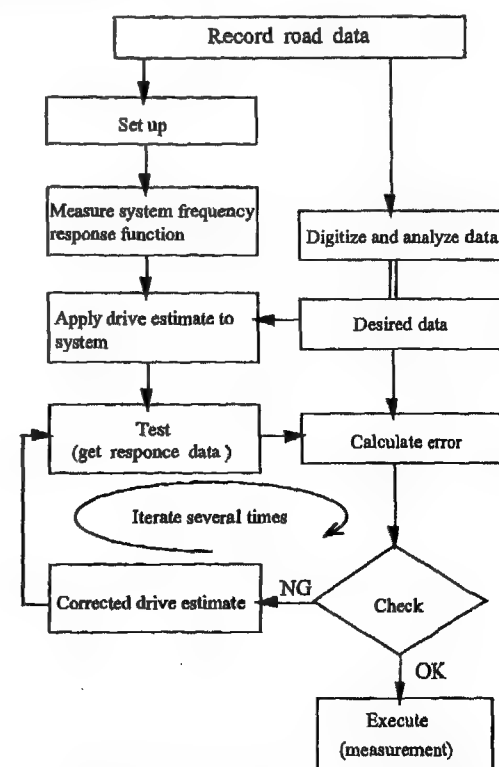 Record road data
Set up
Measure system frequency
response function
Digitize and analyze data
Apply drive estimate to
system
Desired data
Test
(get responce data )
Calculate error
Iterate several times
Corrected drive estimate
NG
Check
OK
Execute
(measurement)